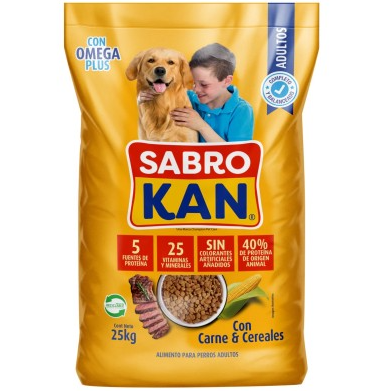 CON
OMEGA
PLUS
ADULTOS
COMPLETO
Y BALANCEADO
SABRO
KAN®
5
FUENTES DE
PROTEÍNA
25
VITAMINAS
Y MINERALES
SIN
COLORANTES
ARTIFICIALES
AÑADIDOS
40%
DE PROTEÍNA
DE ORIGEN
ANIMAL
Cont Neto
25kg
Con
Carne & Cereales
ALIMENTO PARA PERROS ADULTOS